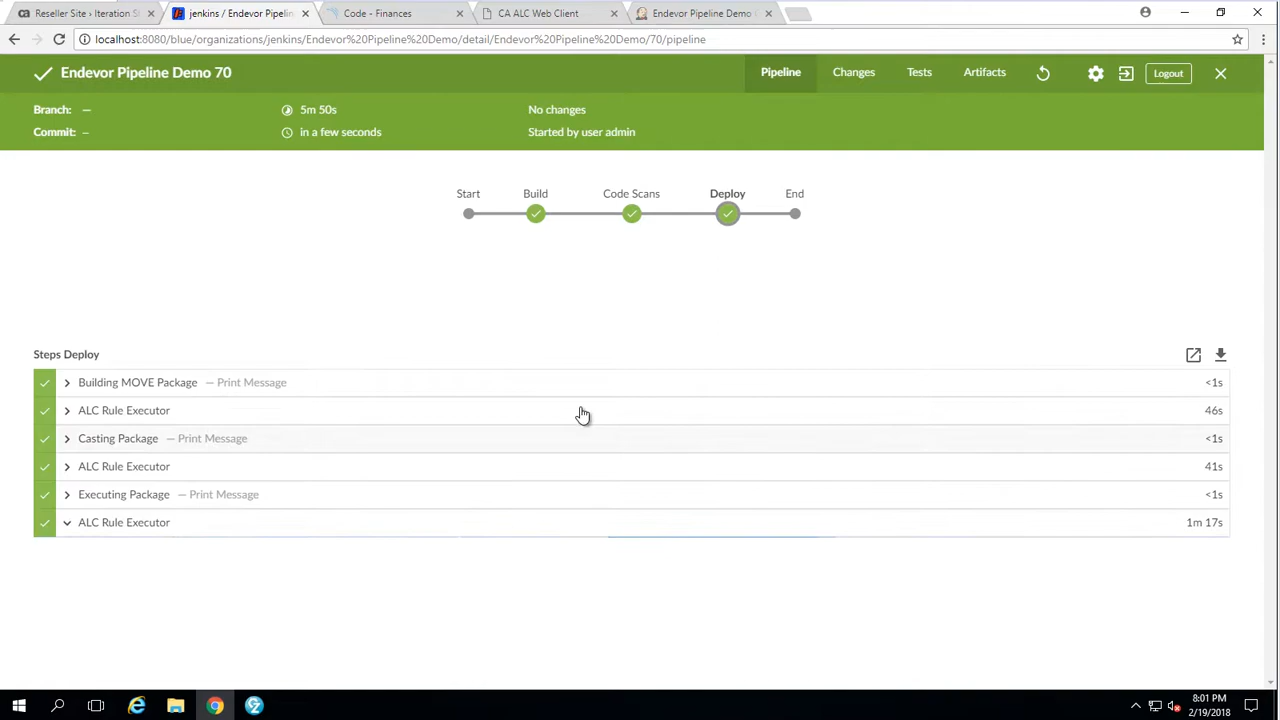 Reseller Site › Iteration S
jenkins / Endevor Pipelin
Code - Finances
CA ALC Web Client
Endevor Pipeline Demo
localhost:8080/blue/organizations/jenkins/Endevor%20Pipeline%20Demo/detail/Endevor%20Pipeline%20Demo/70/pipeline
Endevor Pipeline Demo 70
Pipeline
Changes
Tests
Artifacts
Logout
Branch: —
5m 50s
No changes
Commit: –
in a few seconds
Started by user admin
Start
Build
Code Scans
Deploy
End
Steps Deploy
Building MOVE Package — Print Message <1s
ALC Rule Executor 46s
Casting Package — Print Message <1s
ALC Rule Executor 41s
Executing Package — Print Message <1s
ALC Rule Executor 1m 17s
8:01 PM
2/19/2018